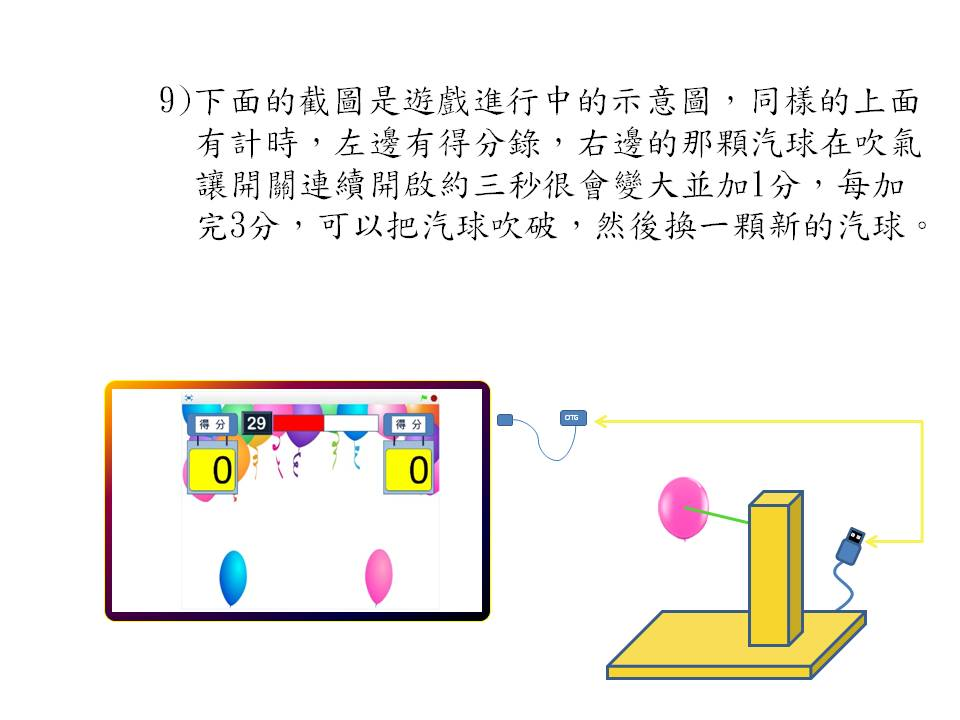 9)下面的截圖是遊戲進行中的示意圖，同樣的上面
有計時，左邊有得分錄，右邊的那顆汽球在吹氣
讓開關連續開啟約三秒很會變大並加1分，每加
完3分，可以把汽球吹破，然後換一顆新的汽球。
得分 29 得分
0 0
OTG